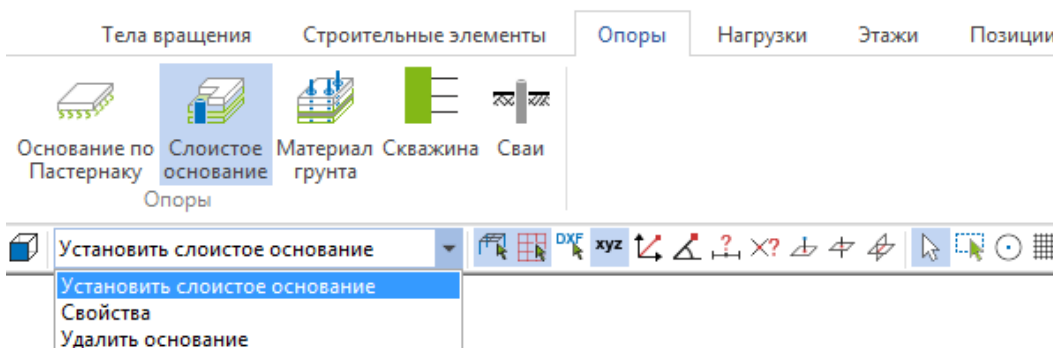 Тела вращения Строительные элементы Опоры Нагрузки Этажи Позиции
Основание по Пастернаку Слоистое основание Материал грунта Скважина Сваи
Опоры
Установить слоистое основание DXF xyz ? ?
Установить слоистое основание
Свойства
Удалить основание